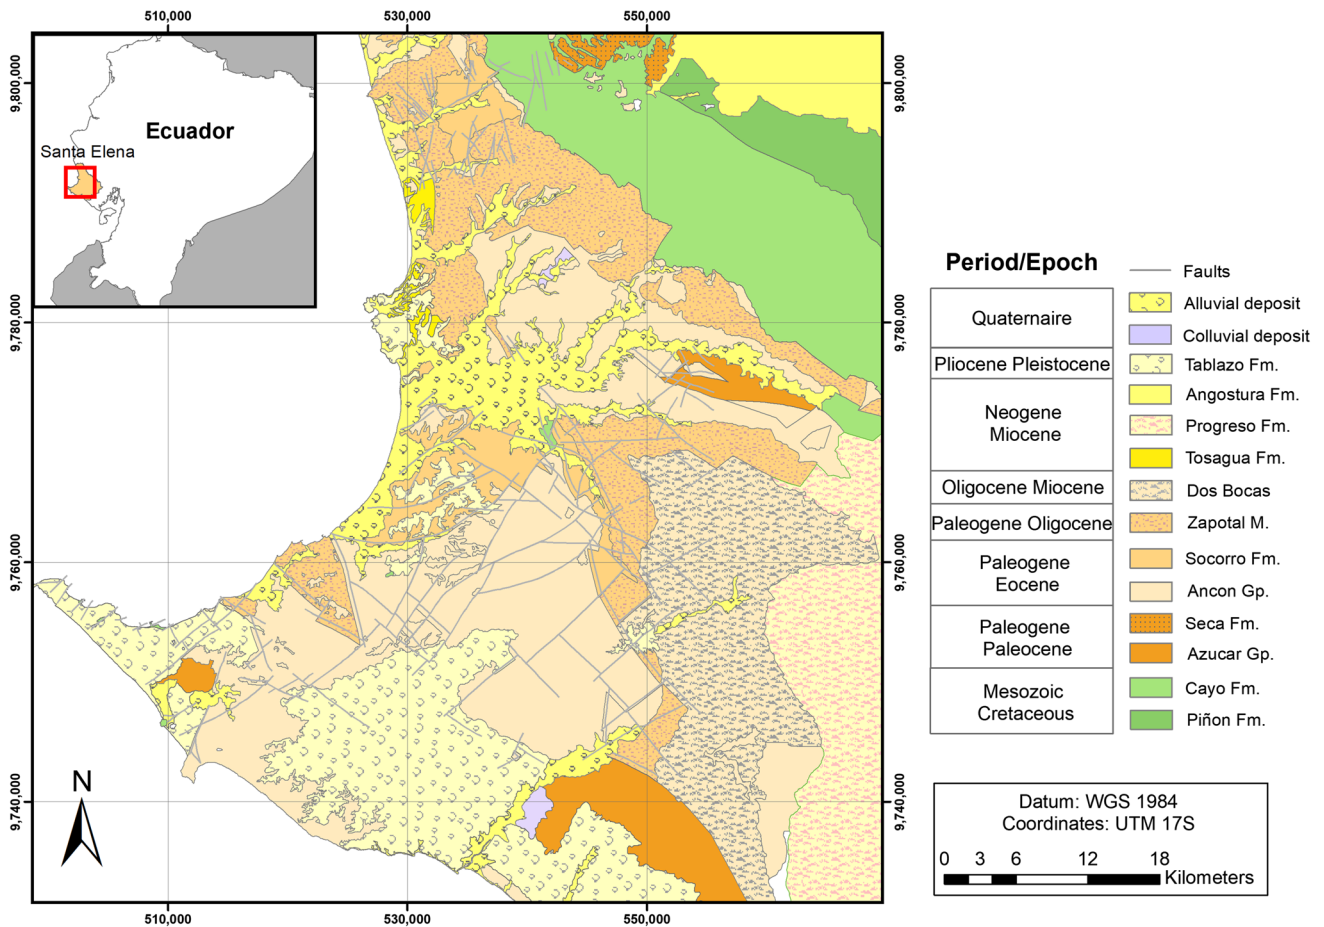 510,000
530,000
550,000
9,800,000
9,800,000
Ecuador
Santa Elena
9,780,000
9,780,000
9,760,000
9,760,000
9,740,000
9,740,000
N
510,000
530,000
550,000
Period/Epoch
Quaternaire
Pliocene Pleistocene
Neogene
Miocene
Oligocene Miocene
Paleogene Oligocene
Paleogene
Eocene
Paleogene
Paleocene
Mesozoic
Cretaceous
Faults
Alluvial deposit
Colluvial deposit
Tablazo Fm.
Angostura Fm.
Progreso Fm.
Tosagua Fm.
Dos Bocas
Zapotal M.
Socorro Fm.
Ancon Gp.
Seca Fm.
Azucar Gp.
Cayo Fm.
Piñon Fm.
Datum: WGS 1984
Coordinates: UTM 17S
0 3 6 12 18
Kilometers